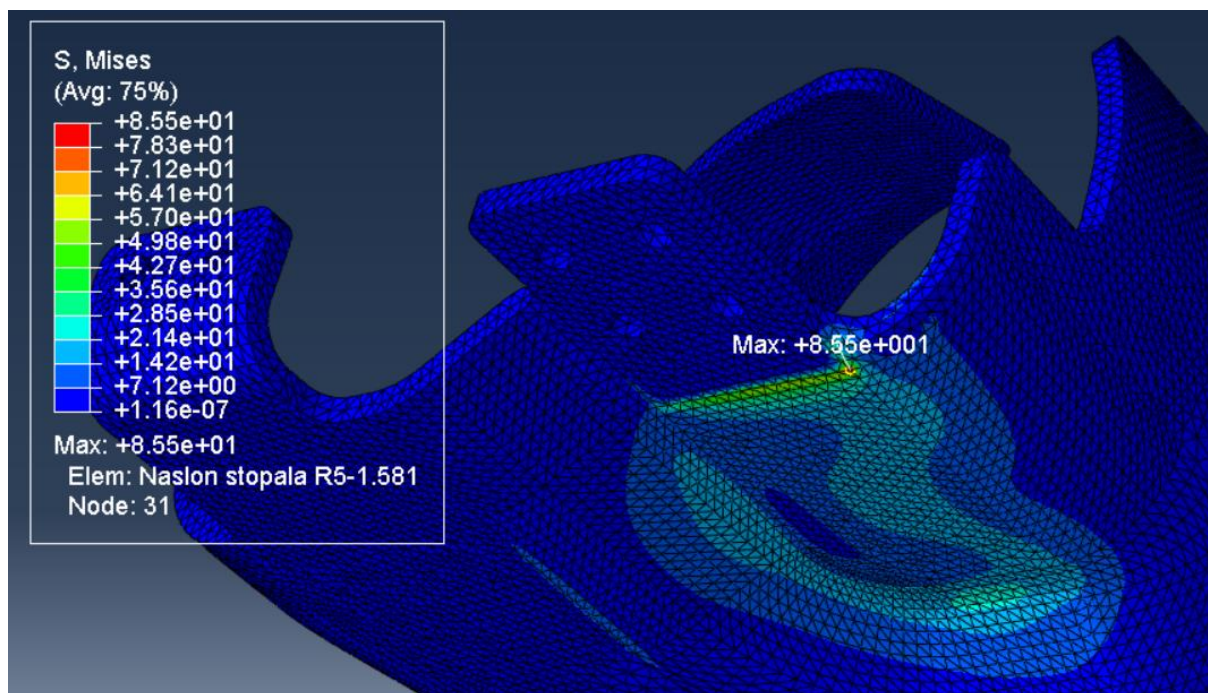 S, Mises
(Avg: 75%)
+8.55e+01
+7.83e+01
+7.12e+01
+6.41e+01
+5.70e+01
+4.98e+01
+4.27e+01
+3.56e+01
+2.85e+01
+2.14e+01
+1.42e+01
+7.12e+00
+1.16e-07
Max: +8.55e+01
Elem: Naslon stopala R5-1.581
Node: 31
Max: +8.55e+001